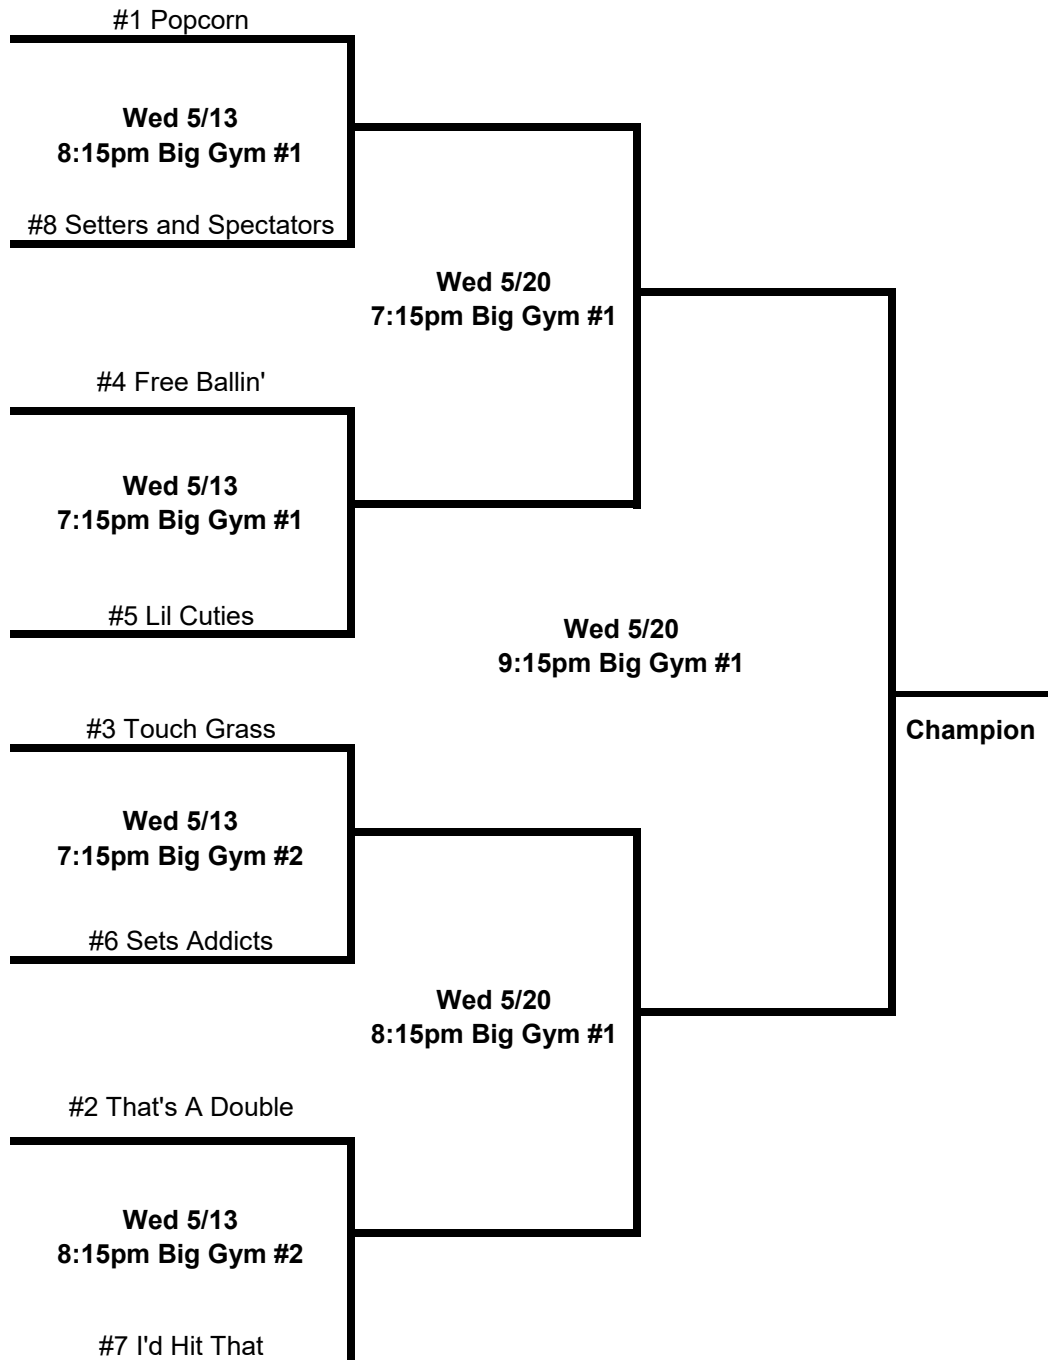 #1 Popcorn
Wed 5/13
8:15pm Big Gym #1
#8 Setters and Spectators
Wed 5/20
7:15pm Big Gym #1
#4 Free Ballin'
Wed 5/13
7:15pm Big Gym #1
#5 Lil Cuties
Wed 5/20
9:15pm Big Gym #1
#3 Touch Grass
Champion
Wed 5/13
7:15pm Big Gym #2
#6 Sets Addicts
Wed 5/20
8:15pm Big Gym #1
#2 That's A Double
Wed 5/13
8:15pm Big Gym #2
#7 I'd Hit That